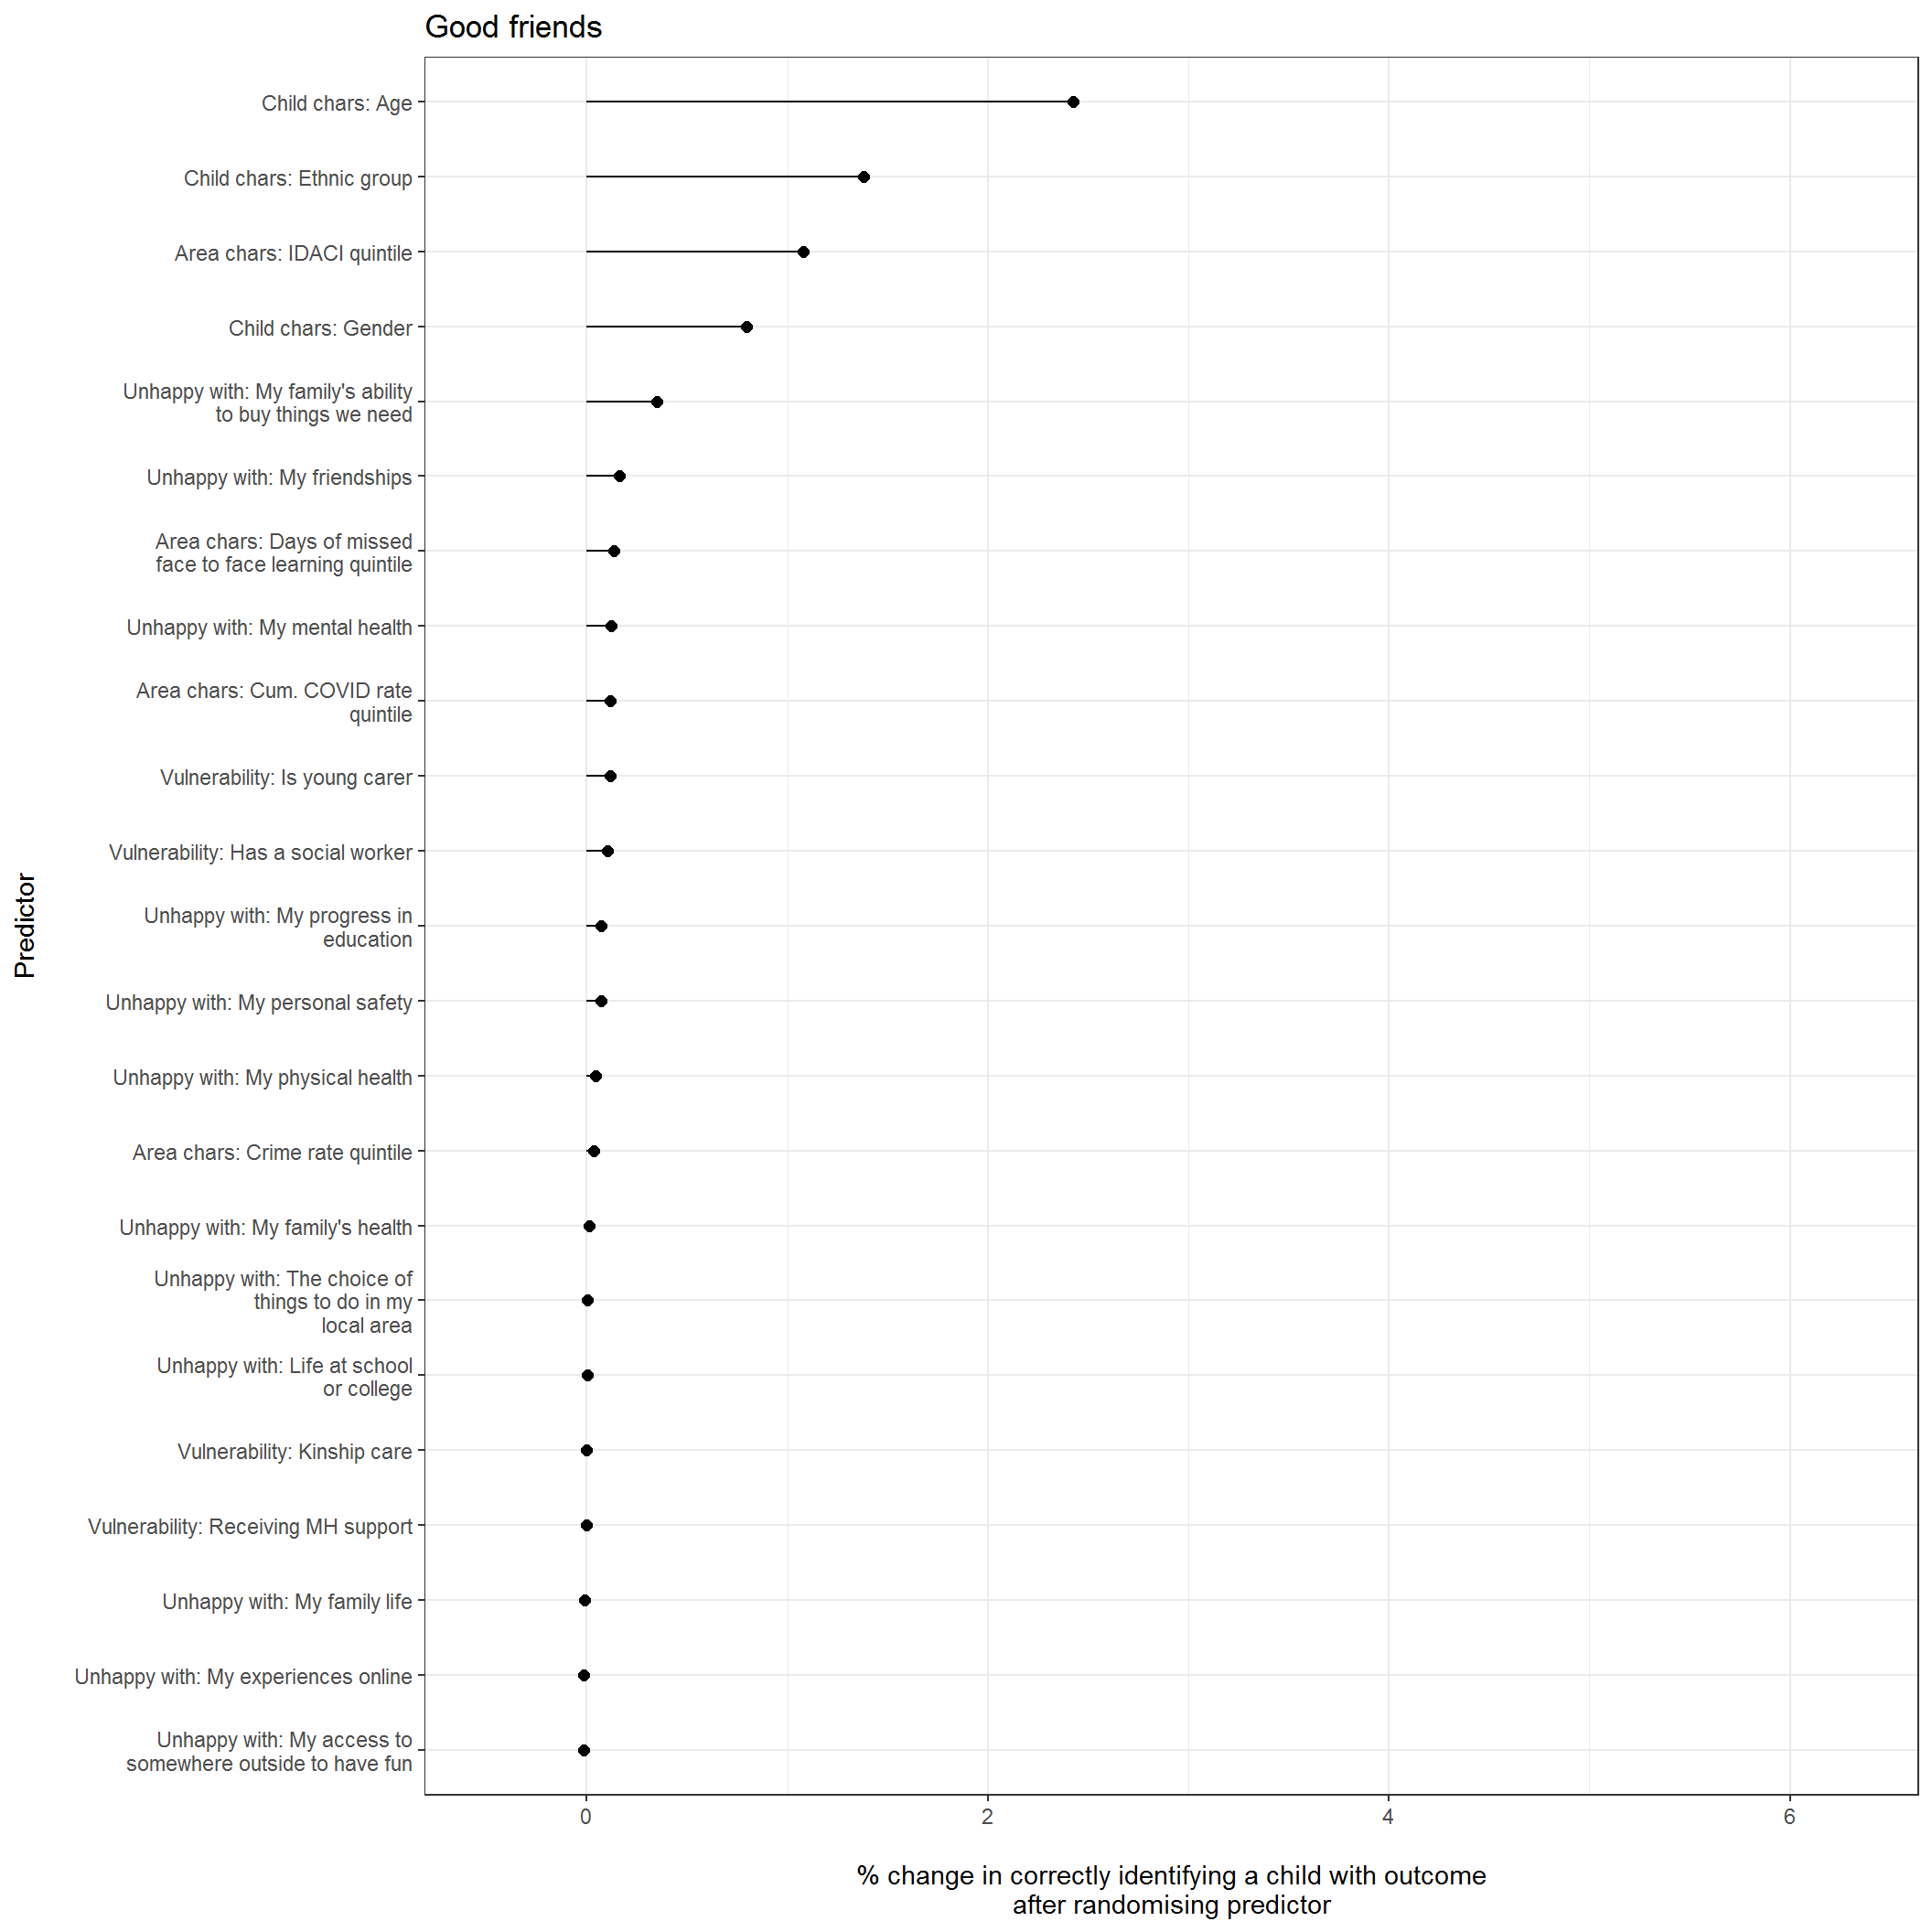 Good friends
Child chars: Age
Child chars: Ethnic group
Area chars: IDACI quintile
Child chars: Gender
Unhappy with: My family's ability
to buy things we need
Unhappy with: My friendships
Area chars: Days of missed
face to face learning quintile
Unhappy with: My mental health
Area chars: Cum. COVID rate
quintile
Vulnerability: Is young carer
Vulnerability: Has a social worker
Unhappy with: My progress in
education
Unhappy with: My personal safety
Unhappy with: My physical health
Area chars: Crime rate quintile
Unhappy with: My family's health
Unhappy with: The choice of
things to do in my
local area
Unhappy with: Life at school
or college
Vulnerability: Kinship care
Vulnerability: Receiving MH support
Unhappy with: My family life
Unhappy with: My experiences online
Unhappy with: My access to
somewhere outside to have fun
Predictor
0 2 4 6
% change in correctly identifying a child with outcome
after randomising predictor